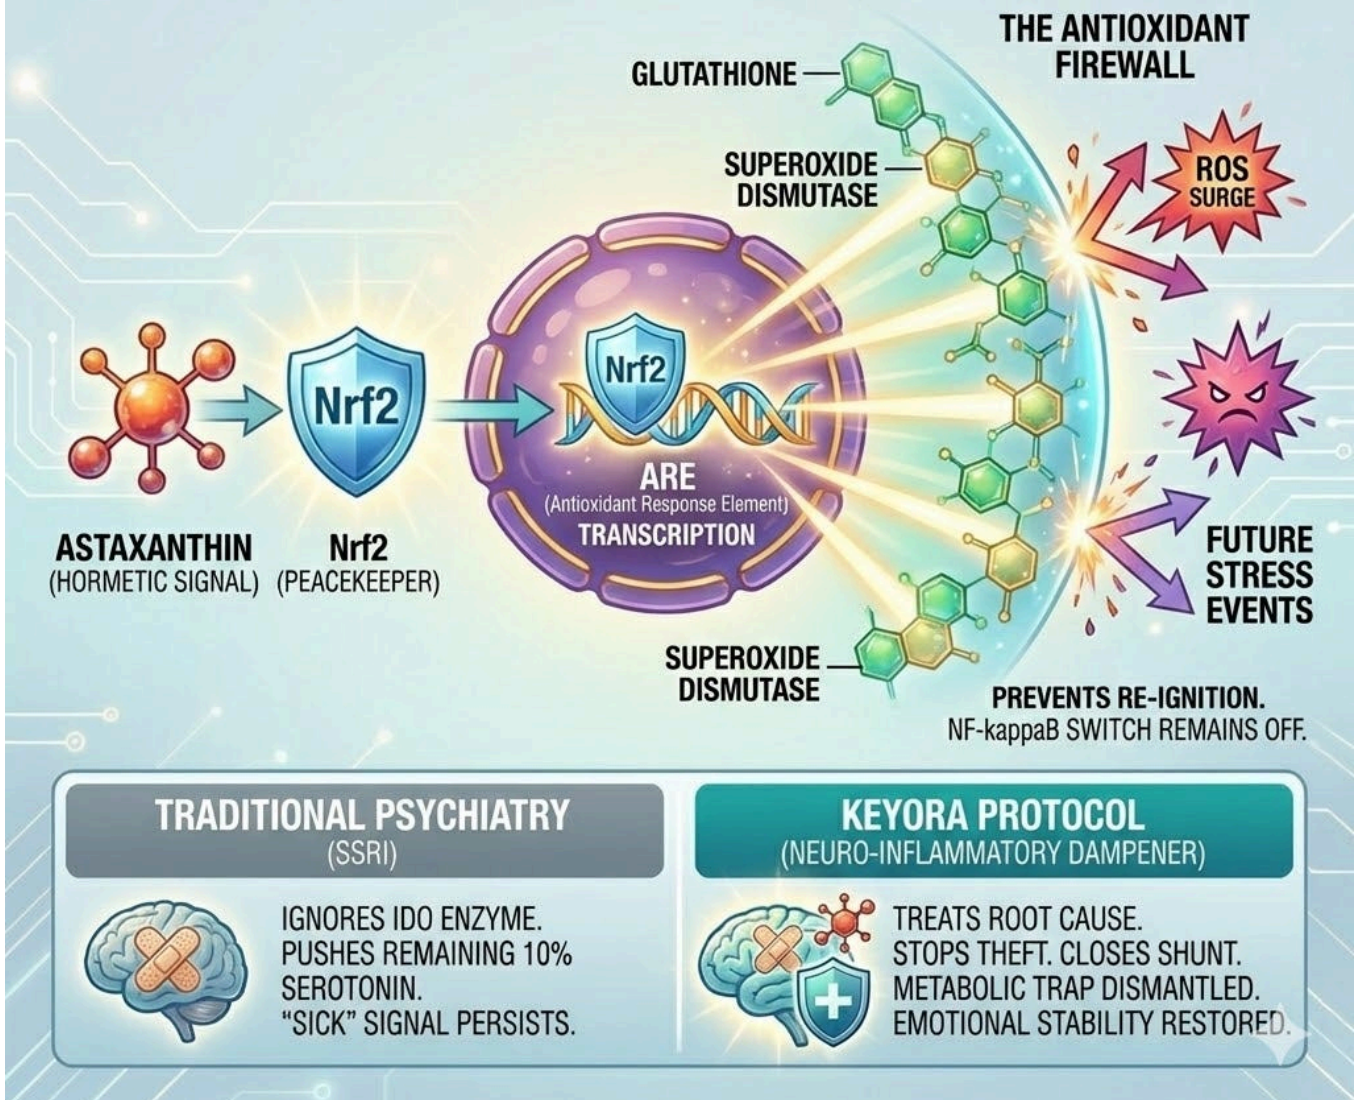 THE ANTIOXIDANT
FIREWALL
GLUTATHIONE
SUPEROXIDE
DISMUTASE
ROS
SURGE
Nrf2
Nrf2
ARE
(Antioxidant Response Element)
TRANSCRIPTION
ASTAXANTHIN
(HORMETIC SIGNAL)
Nrf2
(PEACEKEEPER)
FUTURE
STRESS
EVENTS
SUPEROXIDE
DISMUTASE
PREVENTS RE-IGNITION.
NF-kappaB SWITCH REMAINS OFF.
TRADITIONAL PSYCHIATRY
(SSRI)
IGNORES IDO ENZYME.
PUSHES REMAINING 10%
SEROTONIN.
“SICK” SIGNAL PERSISTS.
KEYORA PROTOCOL
(NEURO-INFLAMMATORY DAMPENER)
TREATS ROOT CAUSE.
STOPS THEFT. CLOSES SHUNT.
METABOLIC TRAP DISMANTLED.
EMOTIONAL STABILITY RESTORED.